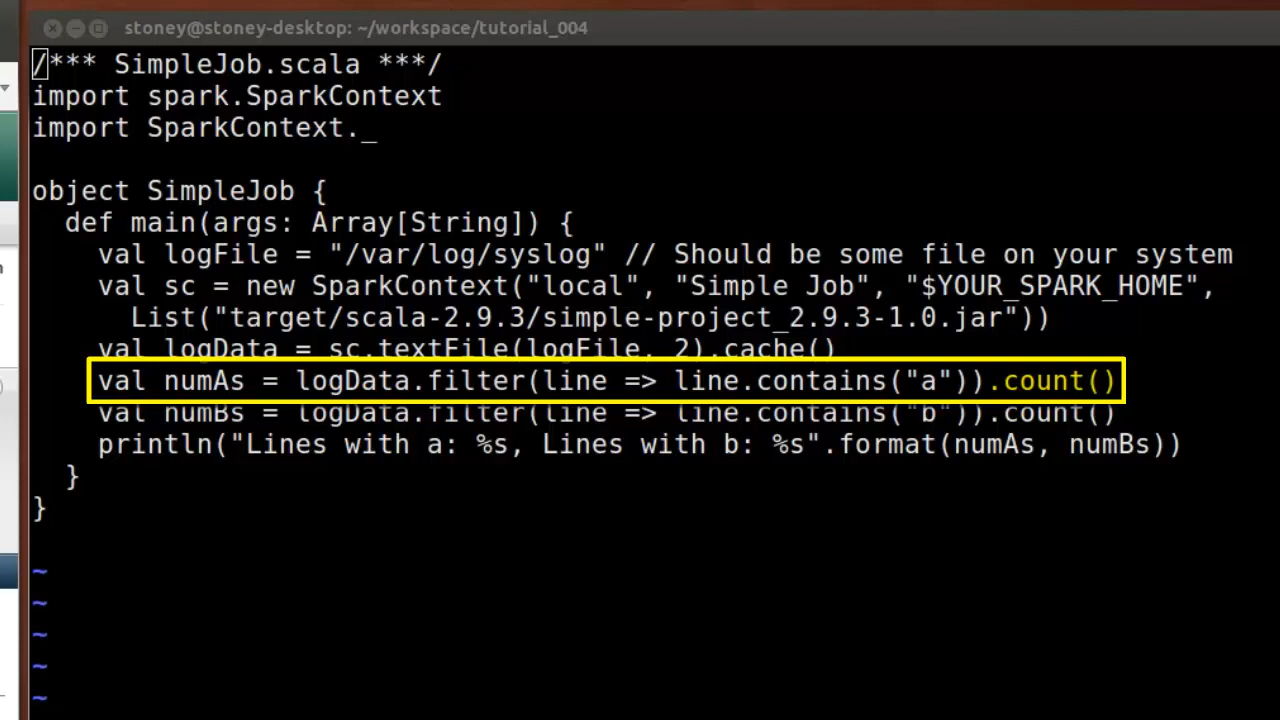 stoney@stoney-desktop: ~/workspace/tutorial_004
/*** SimpleJob.scala ***/
import spark.SparkContext
import SparkContext._
object SimpleJob {
  def main(args: Array[String]) {
    val logFile = "/var/log/syslog" // Should be some file on your system
    val sc = new SparkContext("local", "Simple Job", "$YOUR_SPARK_HOME",
      List("target/scala-2.9.3/simple-project_2.9.3-1.0.jar"))
    val logData = sc.textFile(logFile, 2).cache()
    val numAs = logData.filter(line => line.contains("a")).count()
    val numBs = logData.filter(line => line.contains("b")).count()
    println("Lines with a: %s, Lines with b: %s".format(numAs, numBs))
  }
}
~
~
~
~
~